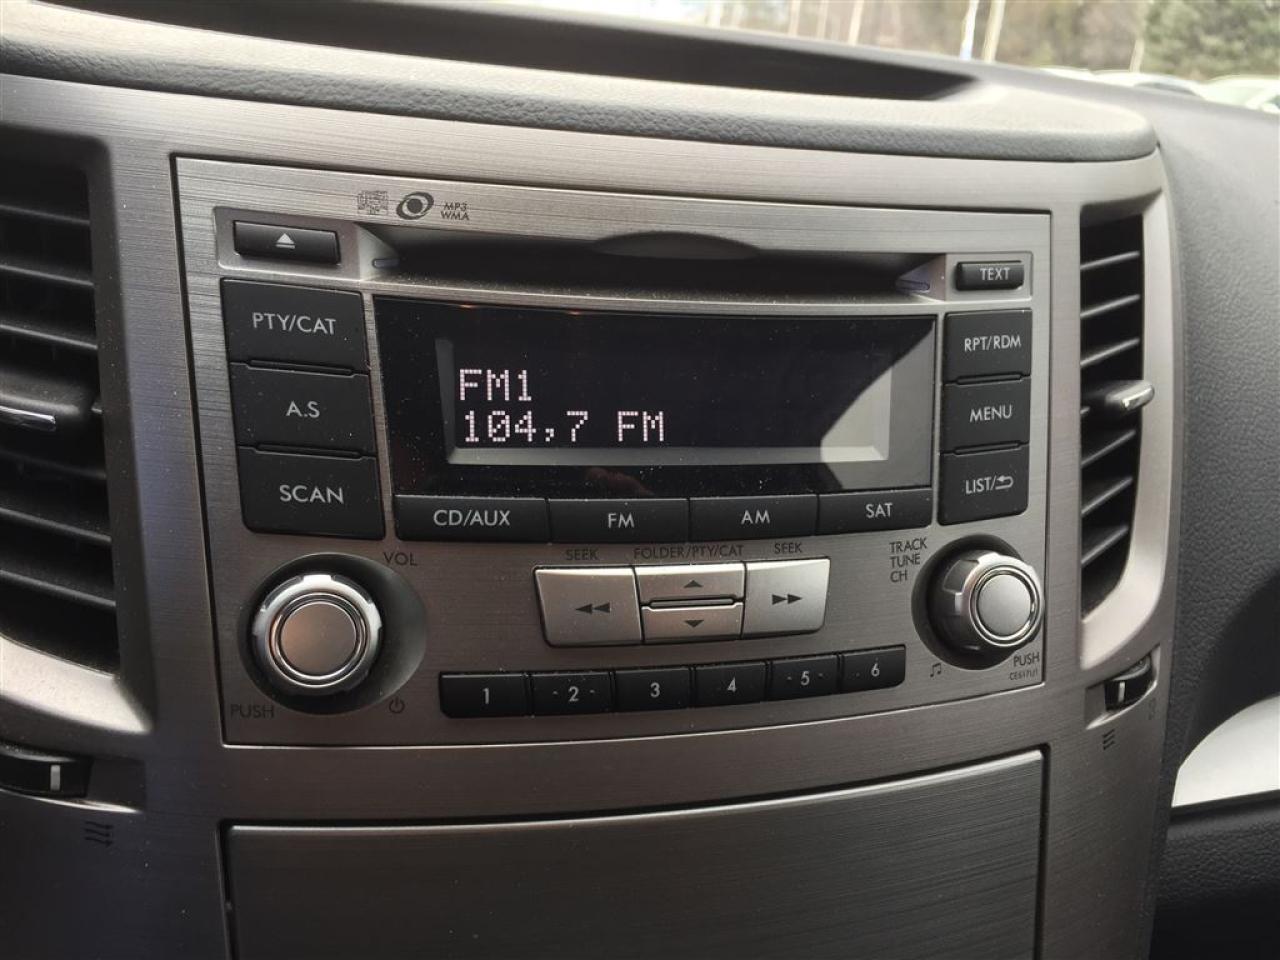 MP3
WMA
TEXT
PTY/CAT
RPT/RDM
FM1
104,7 FM
A.S
MENU
SCAN
LIST/
CD/AUX
FM
AM
SAT
VOL
SEEK
FOLDER/PTY/CAT
SEEK
TRACK
TUNE
CH
1
-2-
3
4
-5-
6
PUSH
PUSH